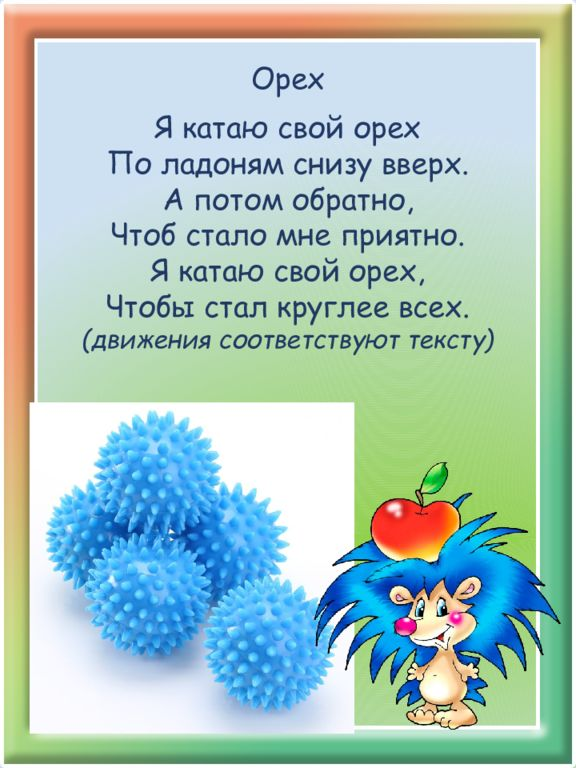 Орех
Я катаю свой орех
По ладоням снизу вверх.
А потом обратно,
Чтоб стало мне приятно.
Я катаю свой орех,
Чтобы стал круглее всех.
(движения соответствуют тексту)